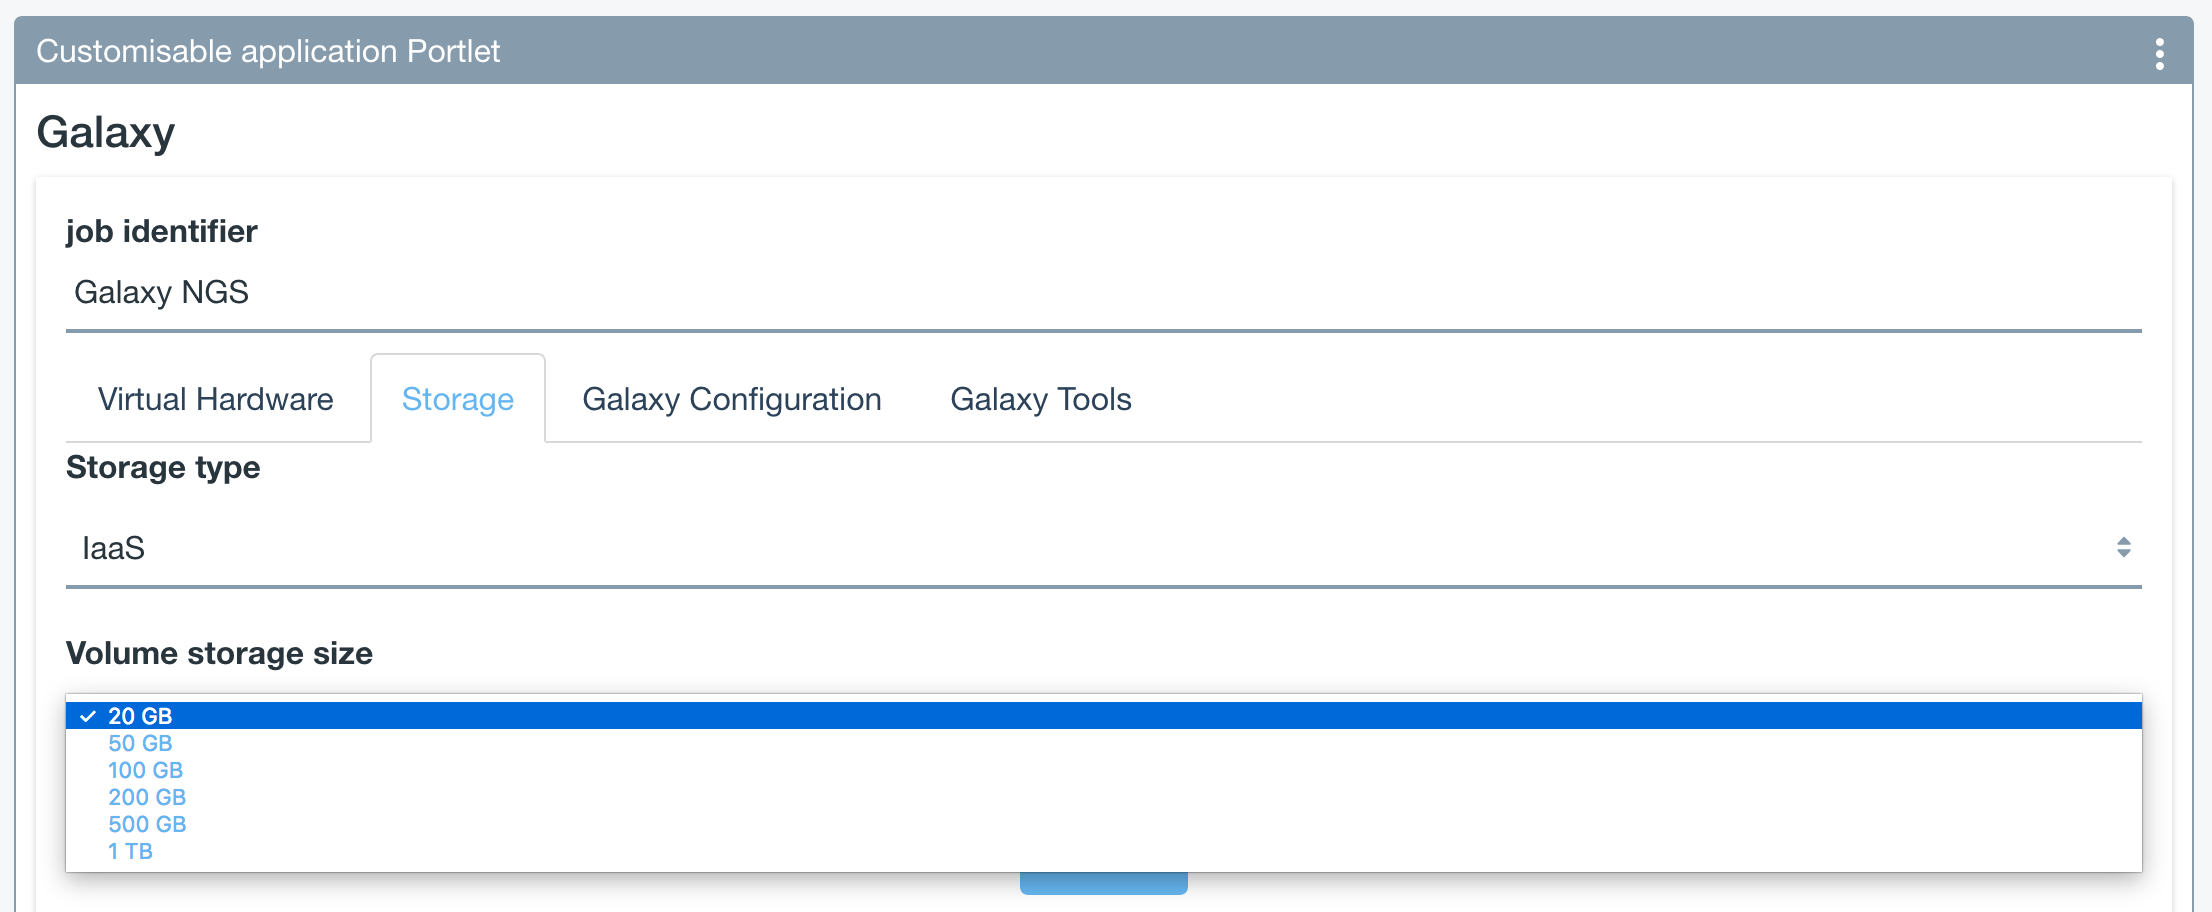 Customisable application Portlet
Galaxy
job identifier
Galaxy NGS
Virtual Hardware Storage Galaxy Configuration Galaxy Tools
Storage type
IaaS
Volume storage size
20 GB
50 GB
100 GB
200 GB
500 GB
1 TB